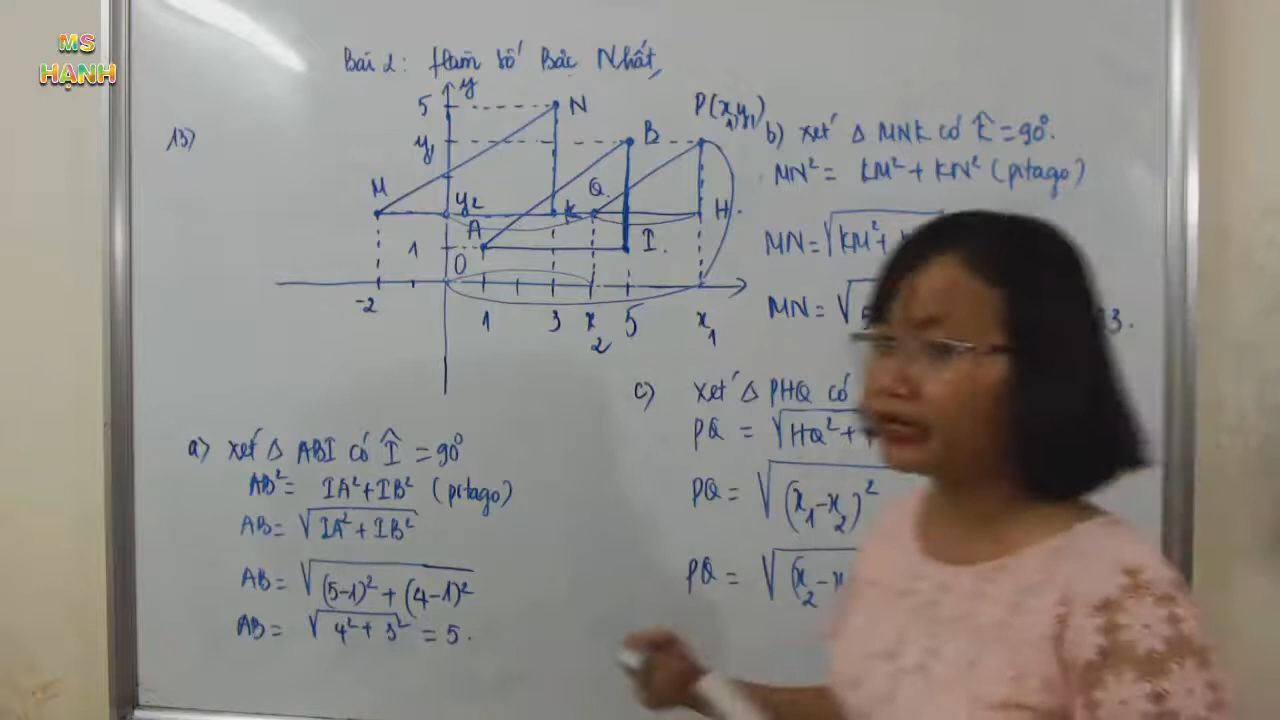 MS
HẠNH
Bài 2: Hàm số Bậc Nhất
13)
y
5
N
P(x₁,y₁)
y₁
B
M
y₂
K
Q
H
A
1
I
O
-2
1
3
x₂
5
x₁
a) xét Δ ABI có Î = 90°
AB² = IA² + IB² (pitago)
AB = √IA² + IB²
AB = √(5-1)² + (4-1)²
AB = √4² + 3² = 5.
b) xét Δ MNK có K̂ = 90°.
MN² = KM² + KN² (pitago)
MN = √KM² +
MN = √
3.
c) xét Δ PHQ có
PQ = √HQ² +
PQ = √(x₁-x₂)²
PQ = √(x₂-x